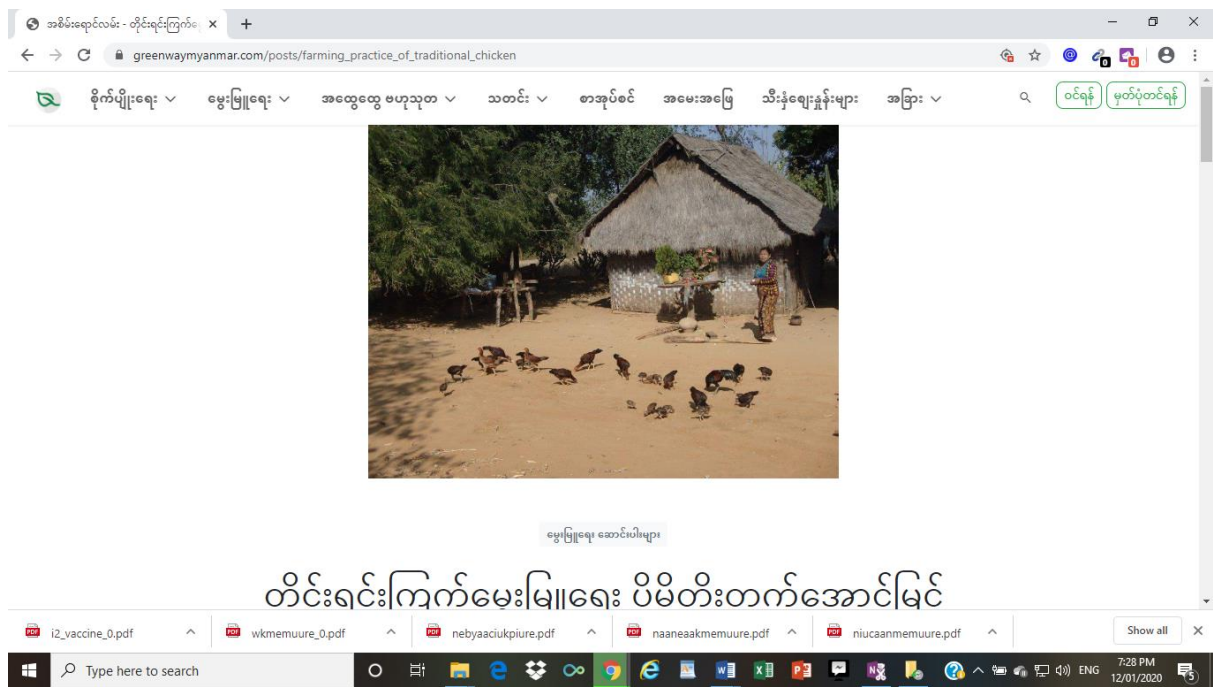 အစိမ်းရောင်လမ်း - တိုင်းရင်းကြက်မွေ
greenwaymyanmar.com/posts/farming_practice_of_traditional_chicken
စိုက်ပျိုးရေး မွေးမြူရေး အထွေထွေ ဗဟုသုတ သတင်း စာအုပ်စင် အမေးအဖြေ သီးနှံစျေးနှုန်းများ အခြား ဝင်ရန် မှတ်ပုံတင်ရန်
မွေးမြူရေး ဆောင်းပါးများ
တိုင်းရင်းကြက်မွေးမြူရေး ပိုမိုတိုးတက်အောင်မြင်
i2_vaccine_0.pdf wkmemuure_0.pdf nebyaaciukpiure.pdf naaneaakmemuure.pdf niucaanmemuure.pdf Show all
Type here to search ENG 7:28 PM
12/01/2020